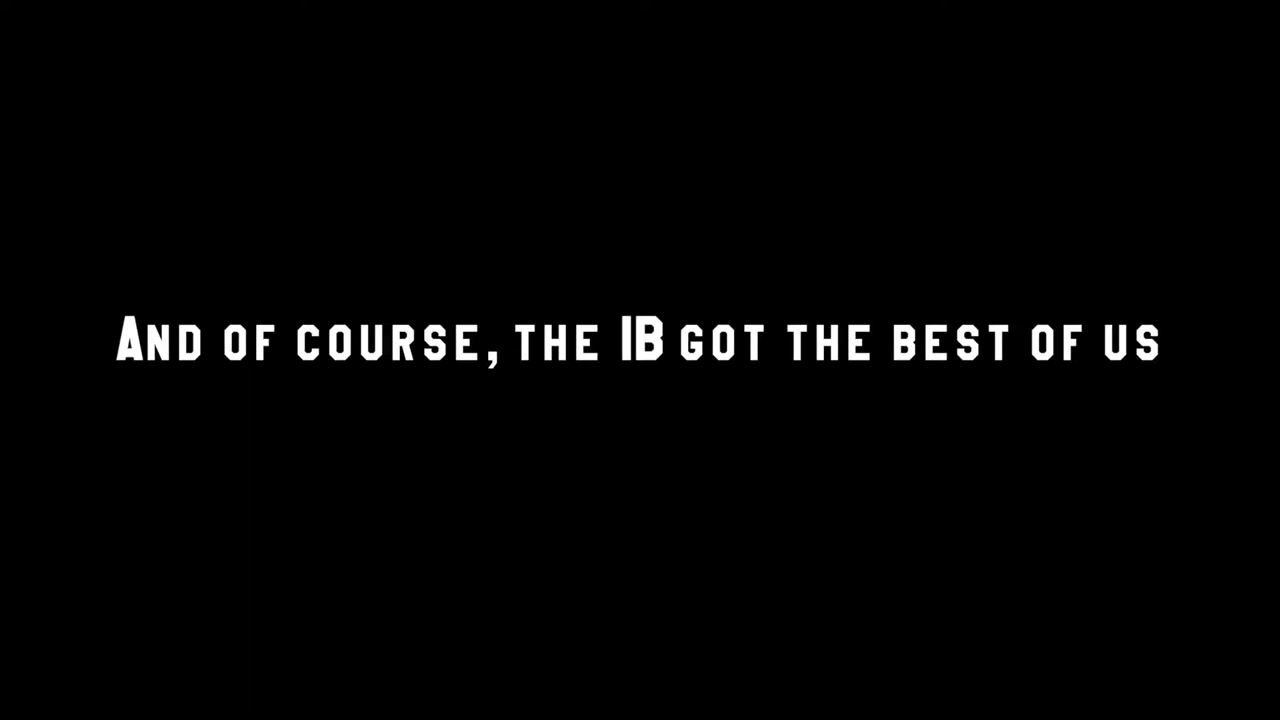 And of course, the IB got the best of us